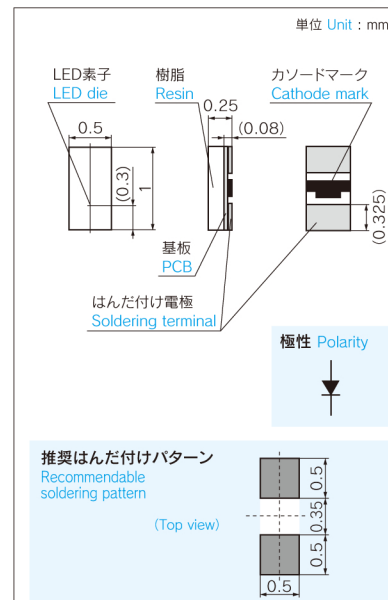 単位 Unit : mm
LED素子
LED die
樹脂
Resin
カソードマーク
Cathode mark
0.25
0.5
(0.08)
(0.3)
1
(0.325)
基板
PCB
はんだ付け電極
Soldering terminal
極性 Polarity
推奨はんだ付けパターン
Recommendable
soldering pattern
(Top view)
0.5
0.35
0.5
0.5